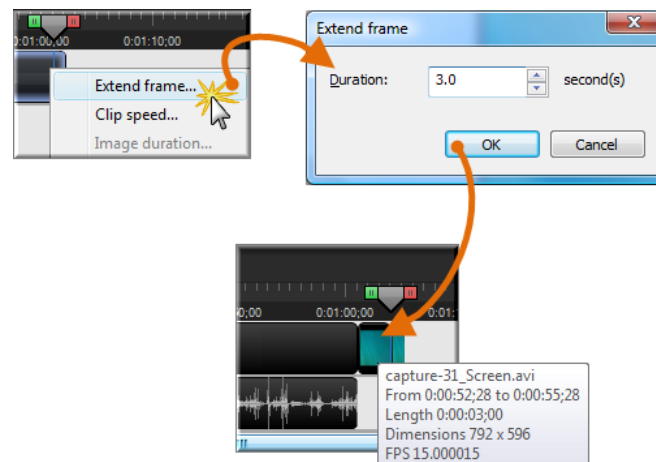 0:01:00;00 0:01:10;00
Extend frame...
Clip speed...
Image duration...
Extend frame
Duration: 3.0 second(s)
OK Cancel
0;00 0:01:00;00 0:01:
capture-31_Screen.avi
From 0:00:52;28 to 0:00:55;28
Length 0:00:03;00
Dimensions 792 x 596
FPS 15.000015